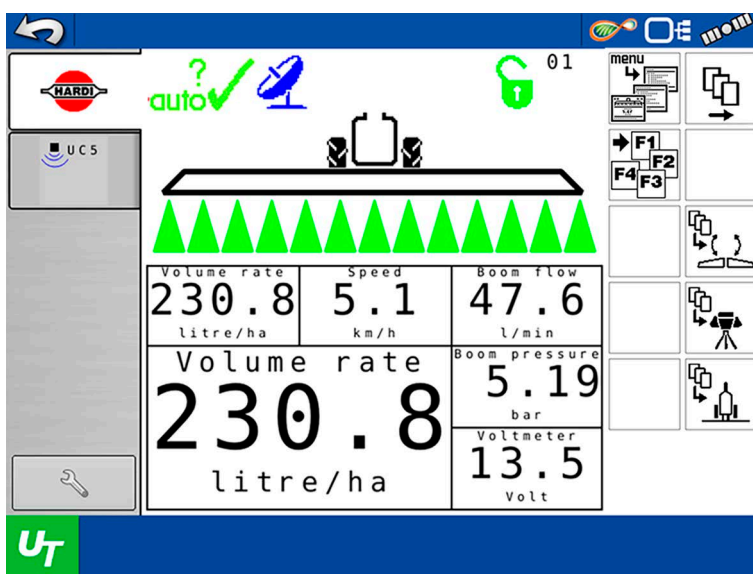 ? 01
auto
HARDI
UC5
menu
F1
F2
F4 F3
Volume rate
230.8
litre/ha
Speed
5.1
km/h
Boom flow
47.6
l/min
Volume rate
230.8
litre/ha
Boom pressure
5.19
bar
Voltmeter
13.5
Volt
UT